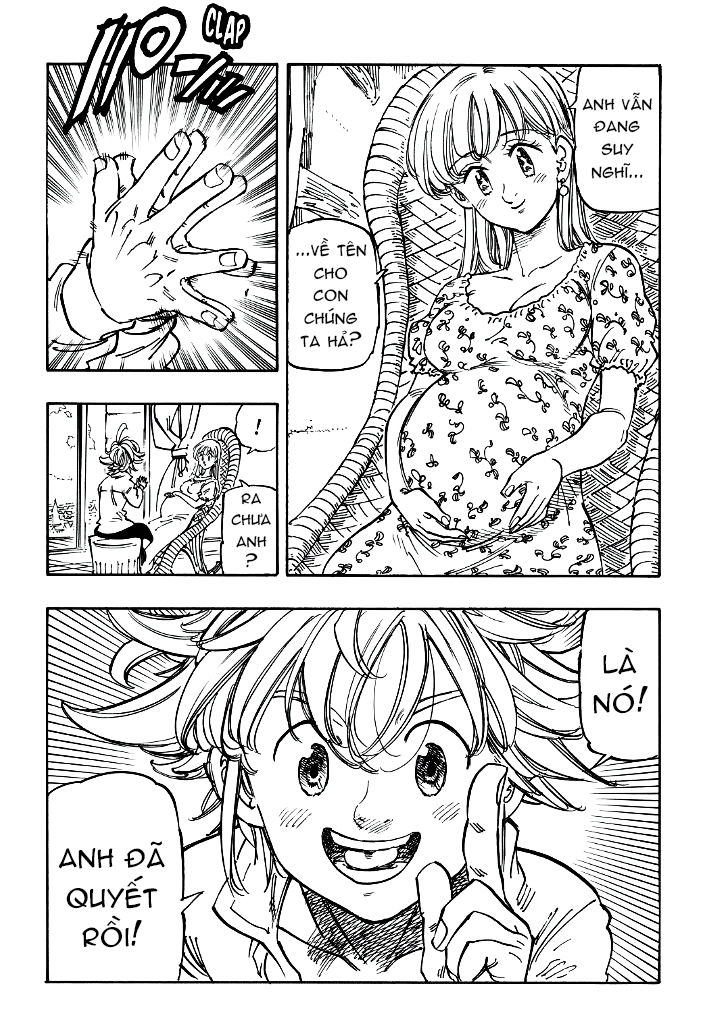 ANH VẪN
ĐANG
SUY
NGHĨ...
...VỀ TÊN
CHO
CON
CHÚNG
TA HẢ?
CLAP
!
RA
CHƯA
ANH
?
LÀ
NÓ!
ANH ĐÃ
QUYẾT
RỒI!